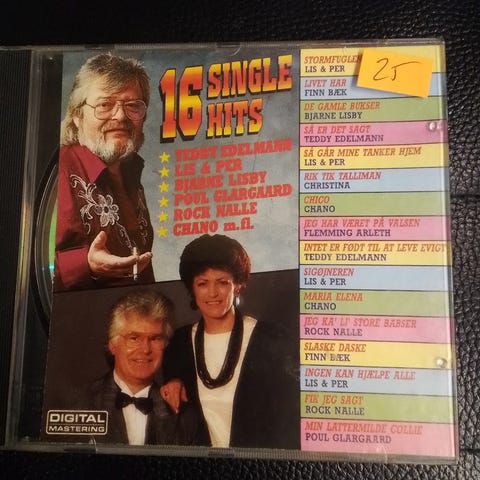 16 SINGLE
HITS
TEDDY EDELMANN
LIS & PER
BJARNE LISBY
POUL GLARGAARD
ROCK NALLE
CHANO m.fl.
DIGITAL
MASTERING
25
STORMFUGLEN
LIS & PER
LIVET HAR
FINN BÆK
DE GAMLE BUKSER
BJARNE LISBY
SÅ ER DET SAGT
TEDDY EDELMANN
SÅ GÅR MINE TANKER HJEM
LIS & PER
RIK TIK TALLIMAN
CHRISTINA
CHICO
CHANO
JEG HAR VÆRET PÅ VALSEN
FLEMMING ARLETH
INTET ER FØDT TIL AT LEVE EVIGT
TEDDY EDELMANN
SIGØJNEREN
LIS & PER
MARIA ELENA
CHANO
JEG KA' LI' STORE BABSER
ROCK NALLE
SLASKE DASKE
FINN BÆK
INGEN KAN HJÆLPE ALLE
LIS & PER
FIK JEG SAGT
ROCK NALLE
MIN LATTERMILDE COLLIE
POUL GLARGAARD